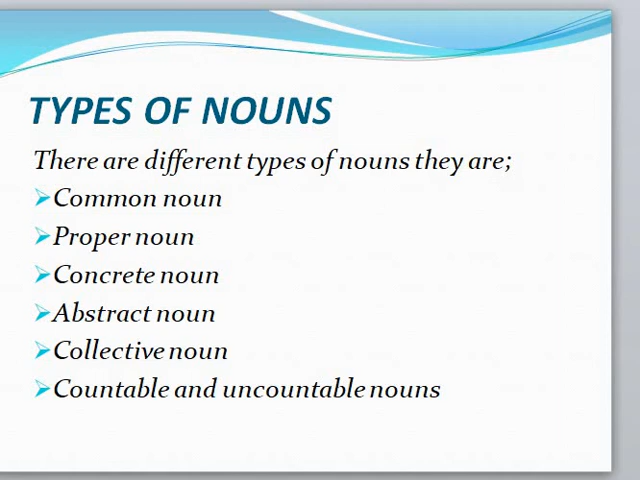 TYPES OF NOUNS
There are different types of nouns they are;
Common noun
Proper noun
Concrete noun
Abstract noun
Collective noun
Countable and uncountable nouns